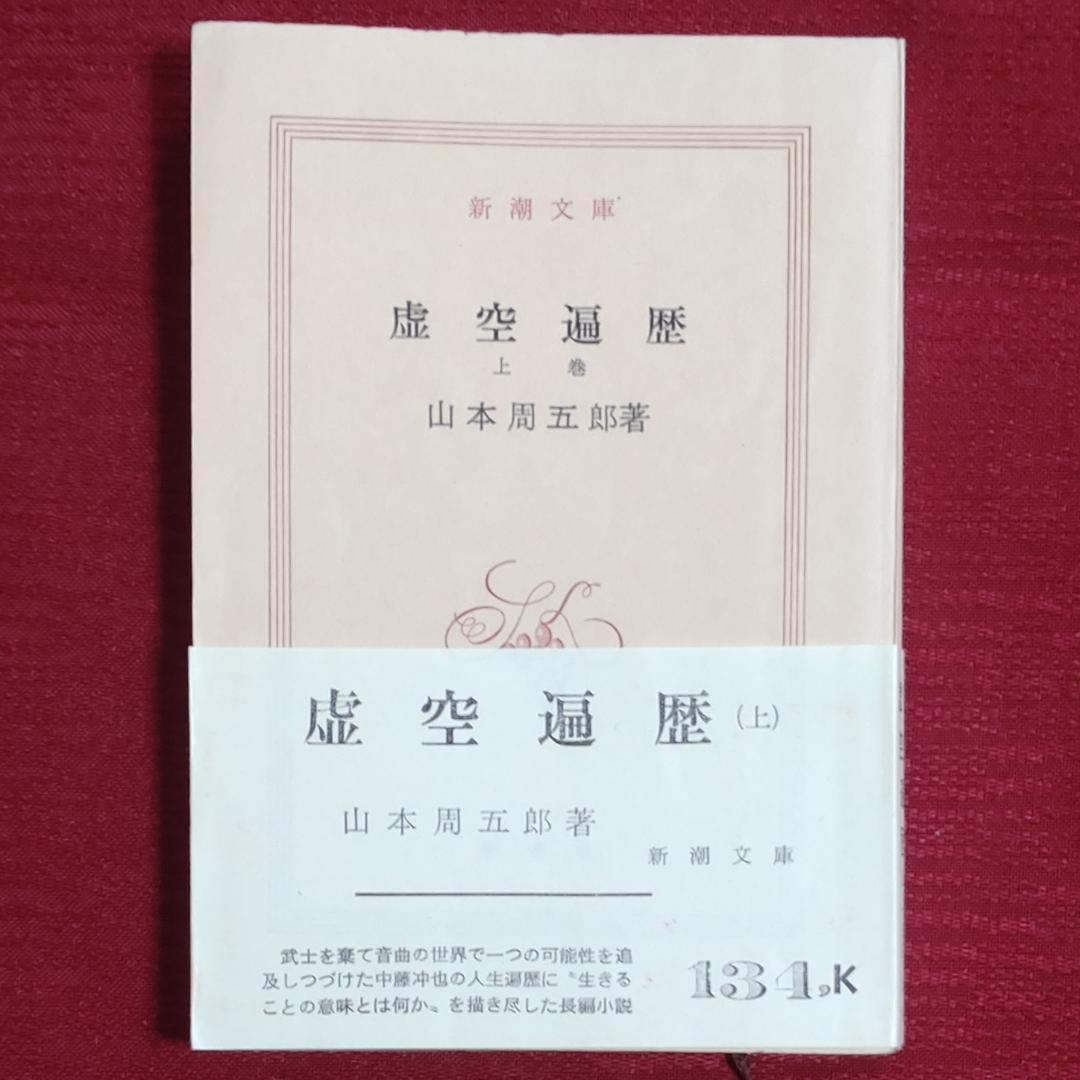 新潮文庫
虚空遍歴
上巻
山本周五郎著
虚空遍歴(上)
山本周五郎著
新潮文庫
武士を棄て音曲の世界で一つの可能性を追
及しつづけた中藤冲也の人生遍歴に〝生きる
ことの意味とは何か〟を描き尽した長編小説
134,K